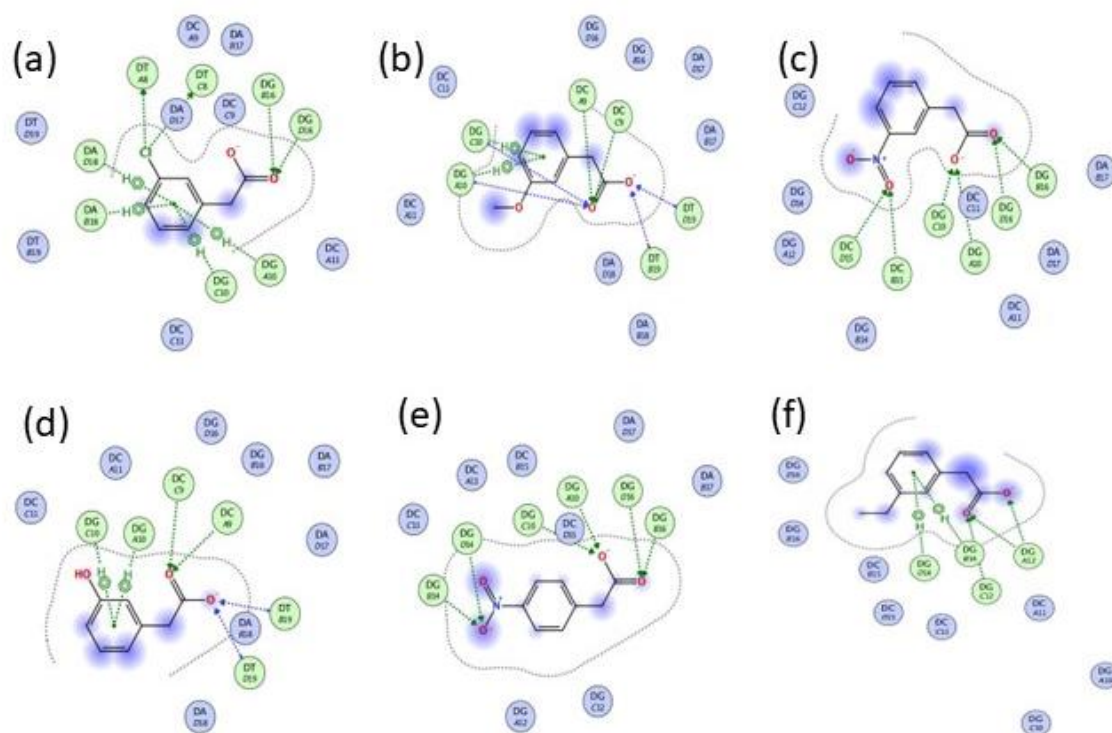 (a)
DC
A9
DA
B17
DT
A8
DT
C8
DG
B16
DA
D17
DC
C9
DG
D16
DT
D19
Cl
O⁻
DA
D18
H
O
DA
H
H
H
DT
B19
DC
A11
DG
A10
DG
C10
DC
C11
(b)
DG
D16
DG
B16
DA
D17
DC
C11
DC
A9
DC
C9
DG
C10
H
DA
B17
DG
A10
H
O⁻
DC
A11
O
O
DT
D19
DA
D18
DT
B19
DA
B18
(c)
DG
C12
O⁻
N⁺
O
O
O⁻
DG
D14
DC
C11
DG
B16
DA
B17
DG
C10
DG
D16
DG
A12
DC
D15
DG
A10
DA
D17
DC
B15
DC
A11
DG
B14
(d)
DG
D16
DC
A11
DG
B16
DA
B17
DC
C9
DC
C11
DG
C10
DG
A10
DC
A9
DA
D17
H
H
HO
O
O⁻
DT
B19
DA
B18
DT
D19
DA
D18
(e)
DA
D17
DC
A11
DC
B15
DG
A10
DG
D16
DA
B17
DC
C11
DG
C10
DC
D15
DG
B16
DG
D14
O
O
DG
B14
O
N⁺
O
DG
A12
DG
C12
(f)
DG
O
O
DG
H
H
DC
B15
DG
D14
DG
B14
DG
A12
DG
C12
DC
D15
DC
C11
DC
A11
DG
A10
DG
C10